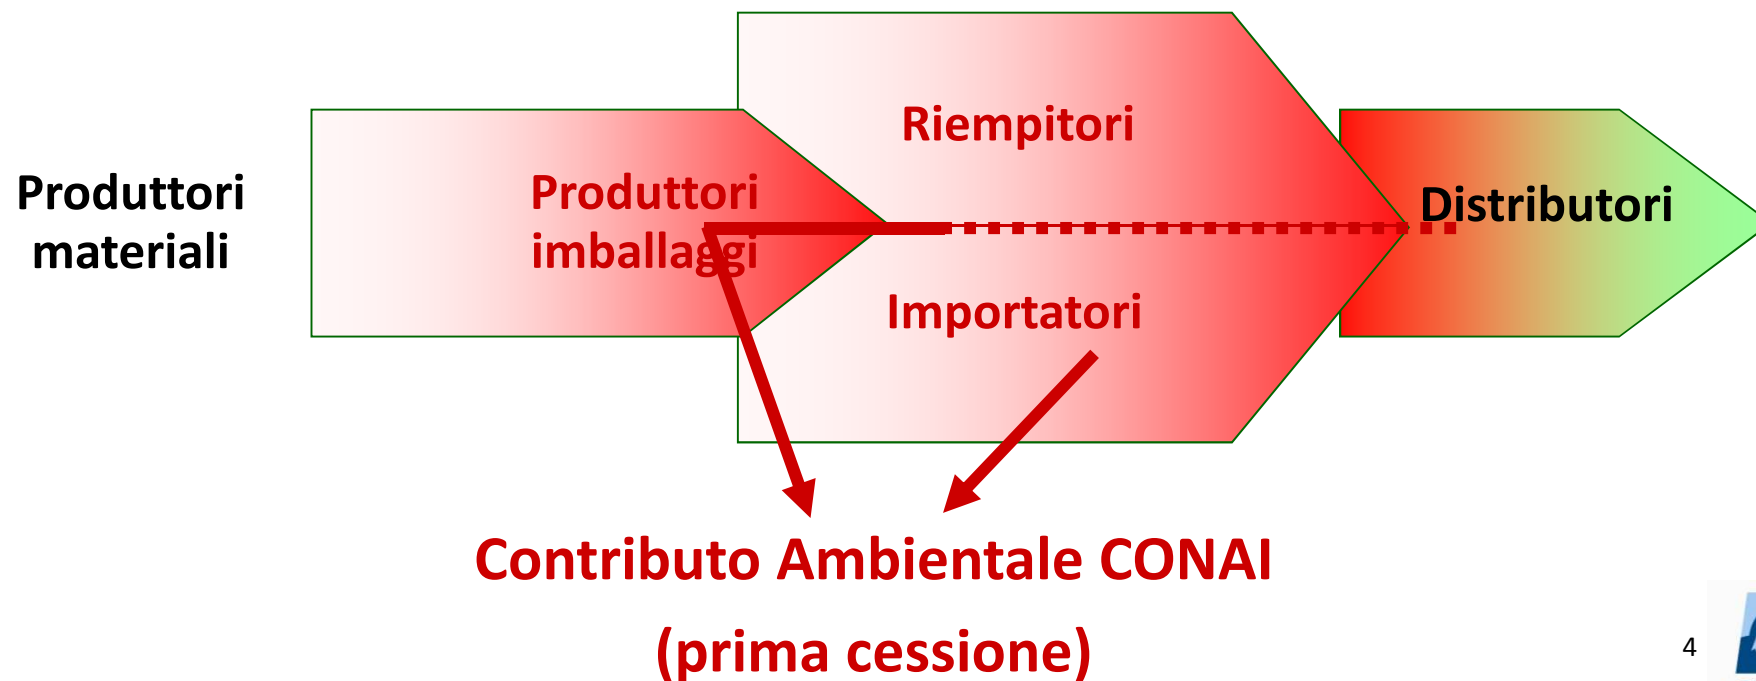 Produttori
materiali
Produttori
imballaggi
Riempitori
Importatori
Distributori
Contributo Ambientale CONAI
(prima cessione)
4